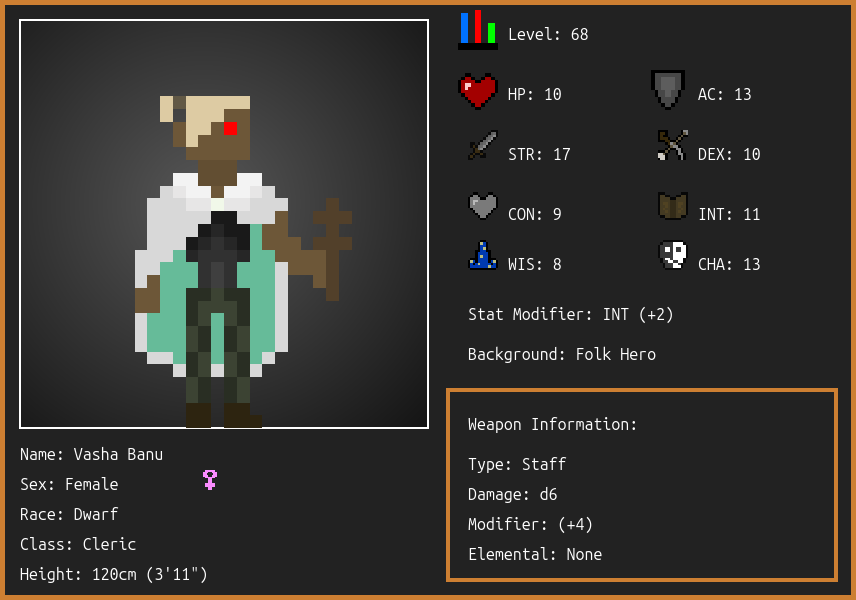 Level: 68
HP: 10
AC: 13
STR: 17
DEX: 10
CON: 9
INT: 11
WIS: 8
CHA: 13
Stat Modifier: INT (+2)
Background: Folk Hero
Weapon Information:
Type: Staff
Damage: d6
Modifier: (+4)
Elemental: None
Name: Vasha Banu
Sex: Female
Race: Dwarf
Class: Cleric
Height: 120cm (3'11")